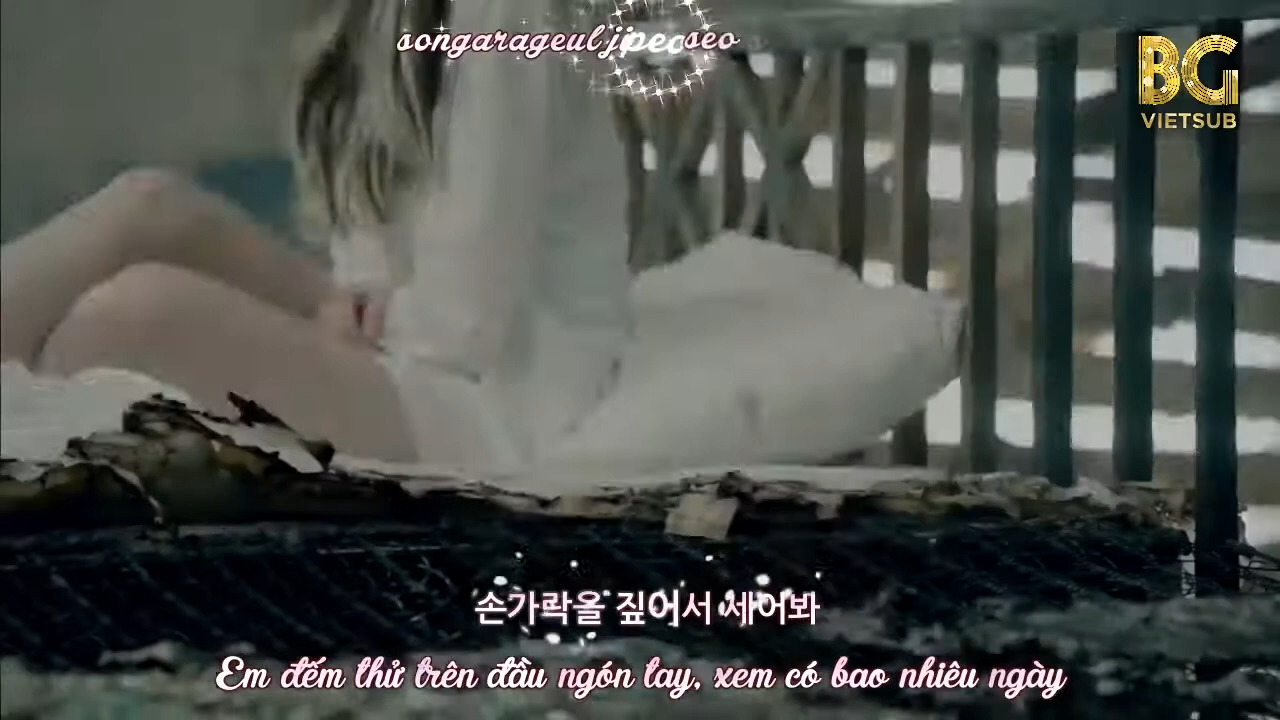 songarageul jipeoseo
BG
VIETSUB
손가락을 짚어서 세어봐
Em đếm thử trên đầu ngón tay, xem có bao nhiêu ngày